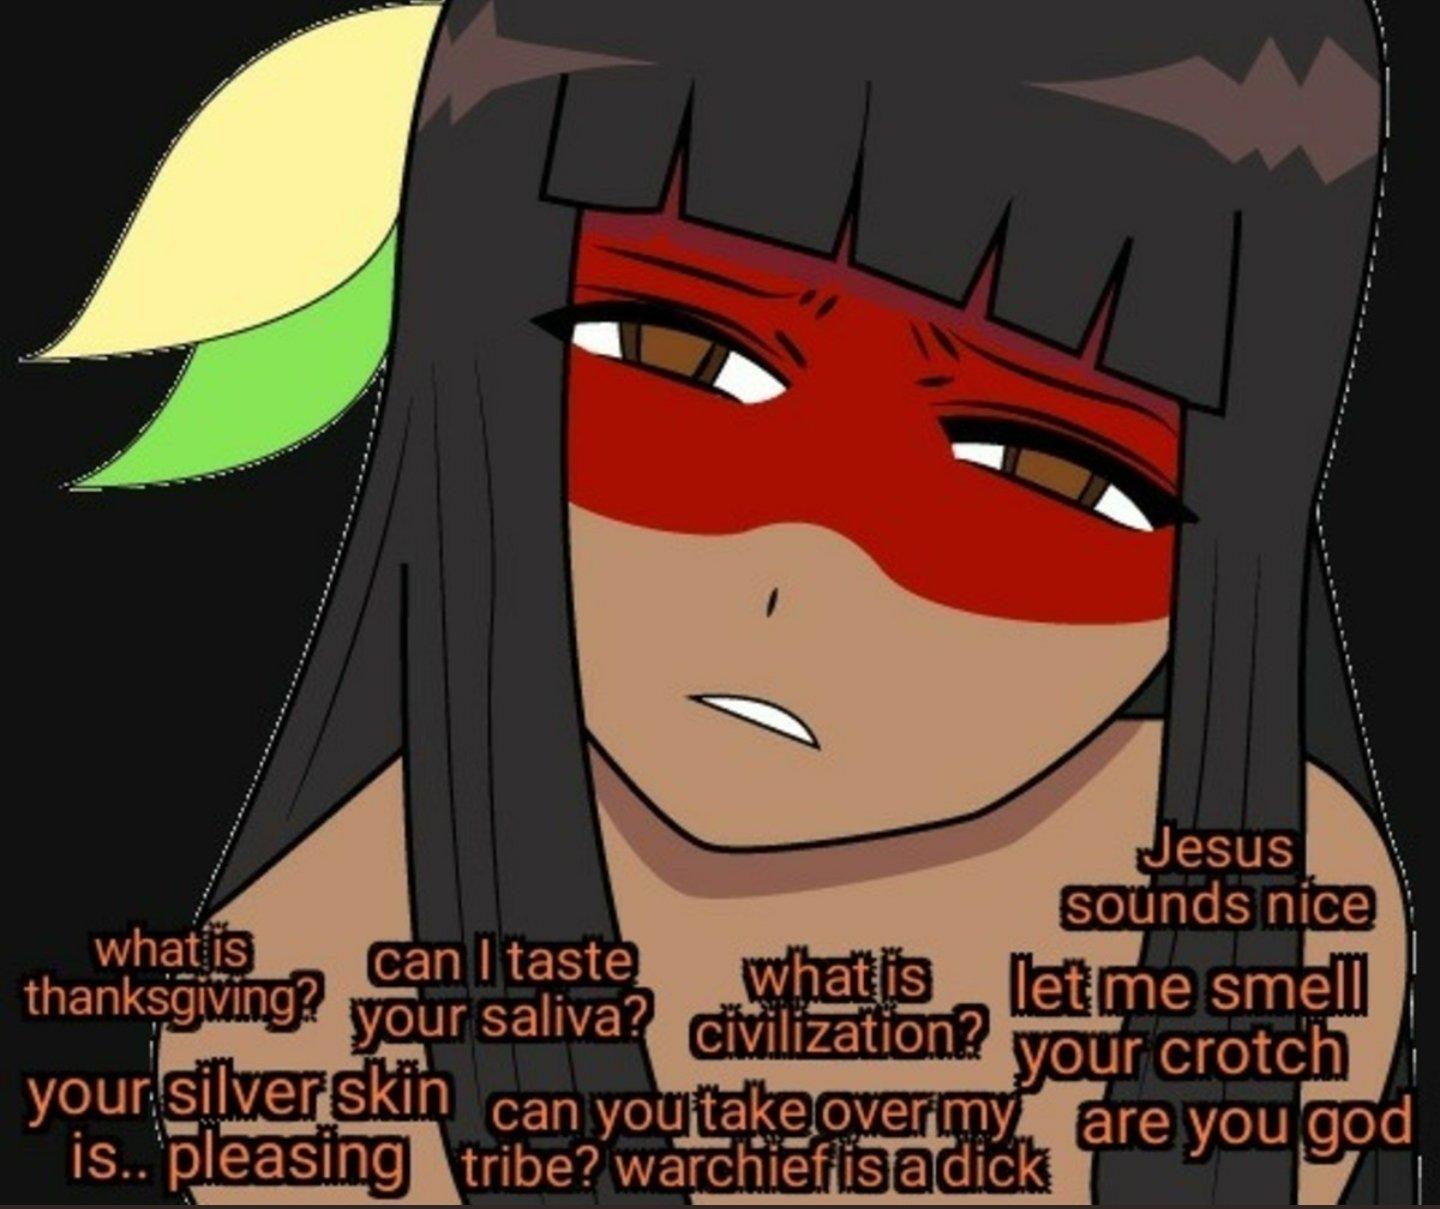 Jesus
sounds nice
what is
thanksgiving?
can I taste
your saliva?
what is
civilization?
let me smell
your crotch
your silver skin
is.. pleasing
can you take over my
tribe? warchief is a dick
are you god